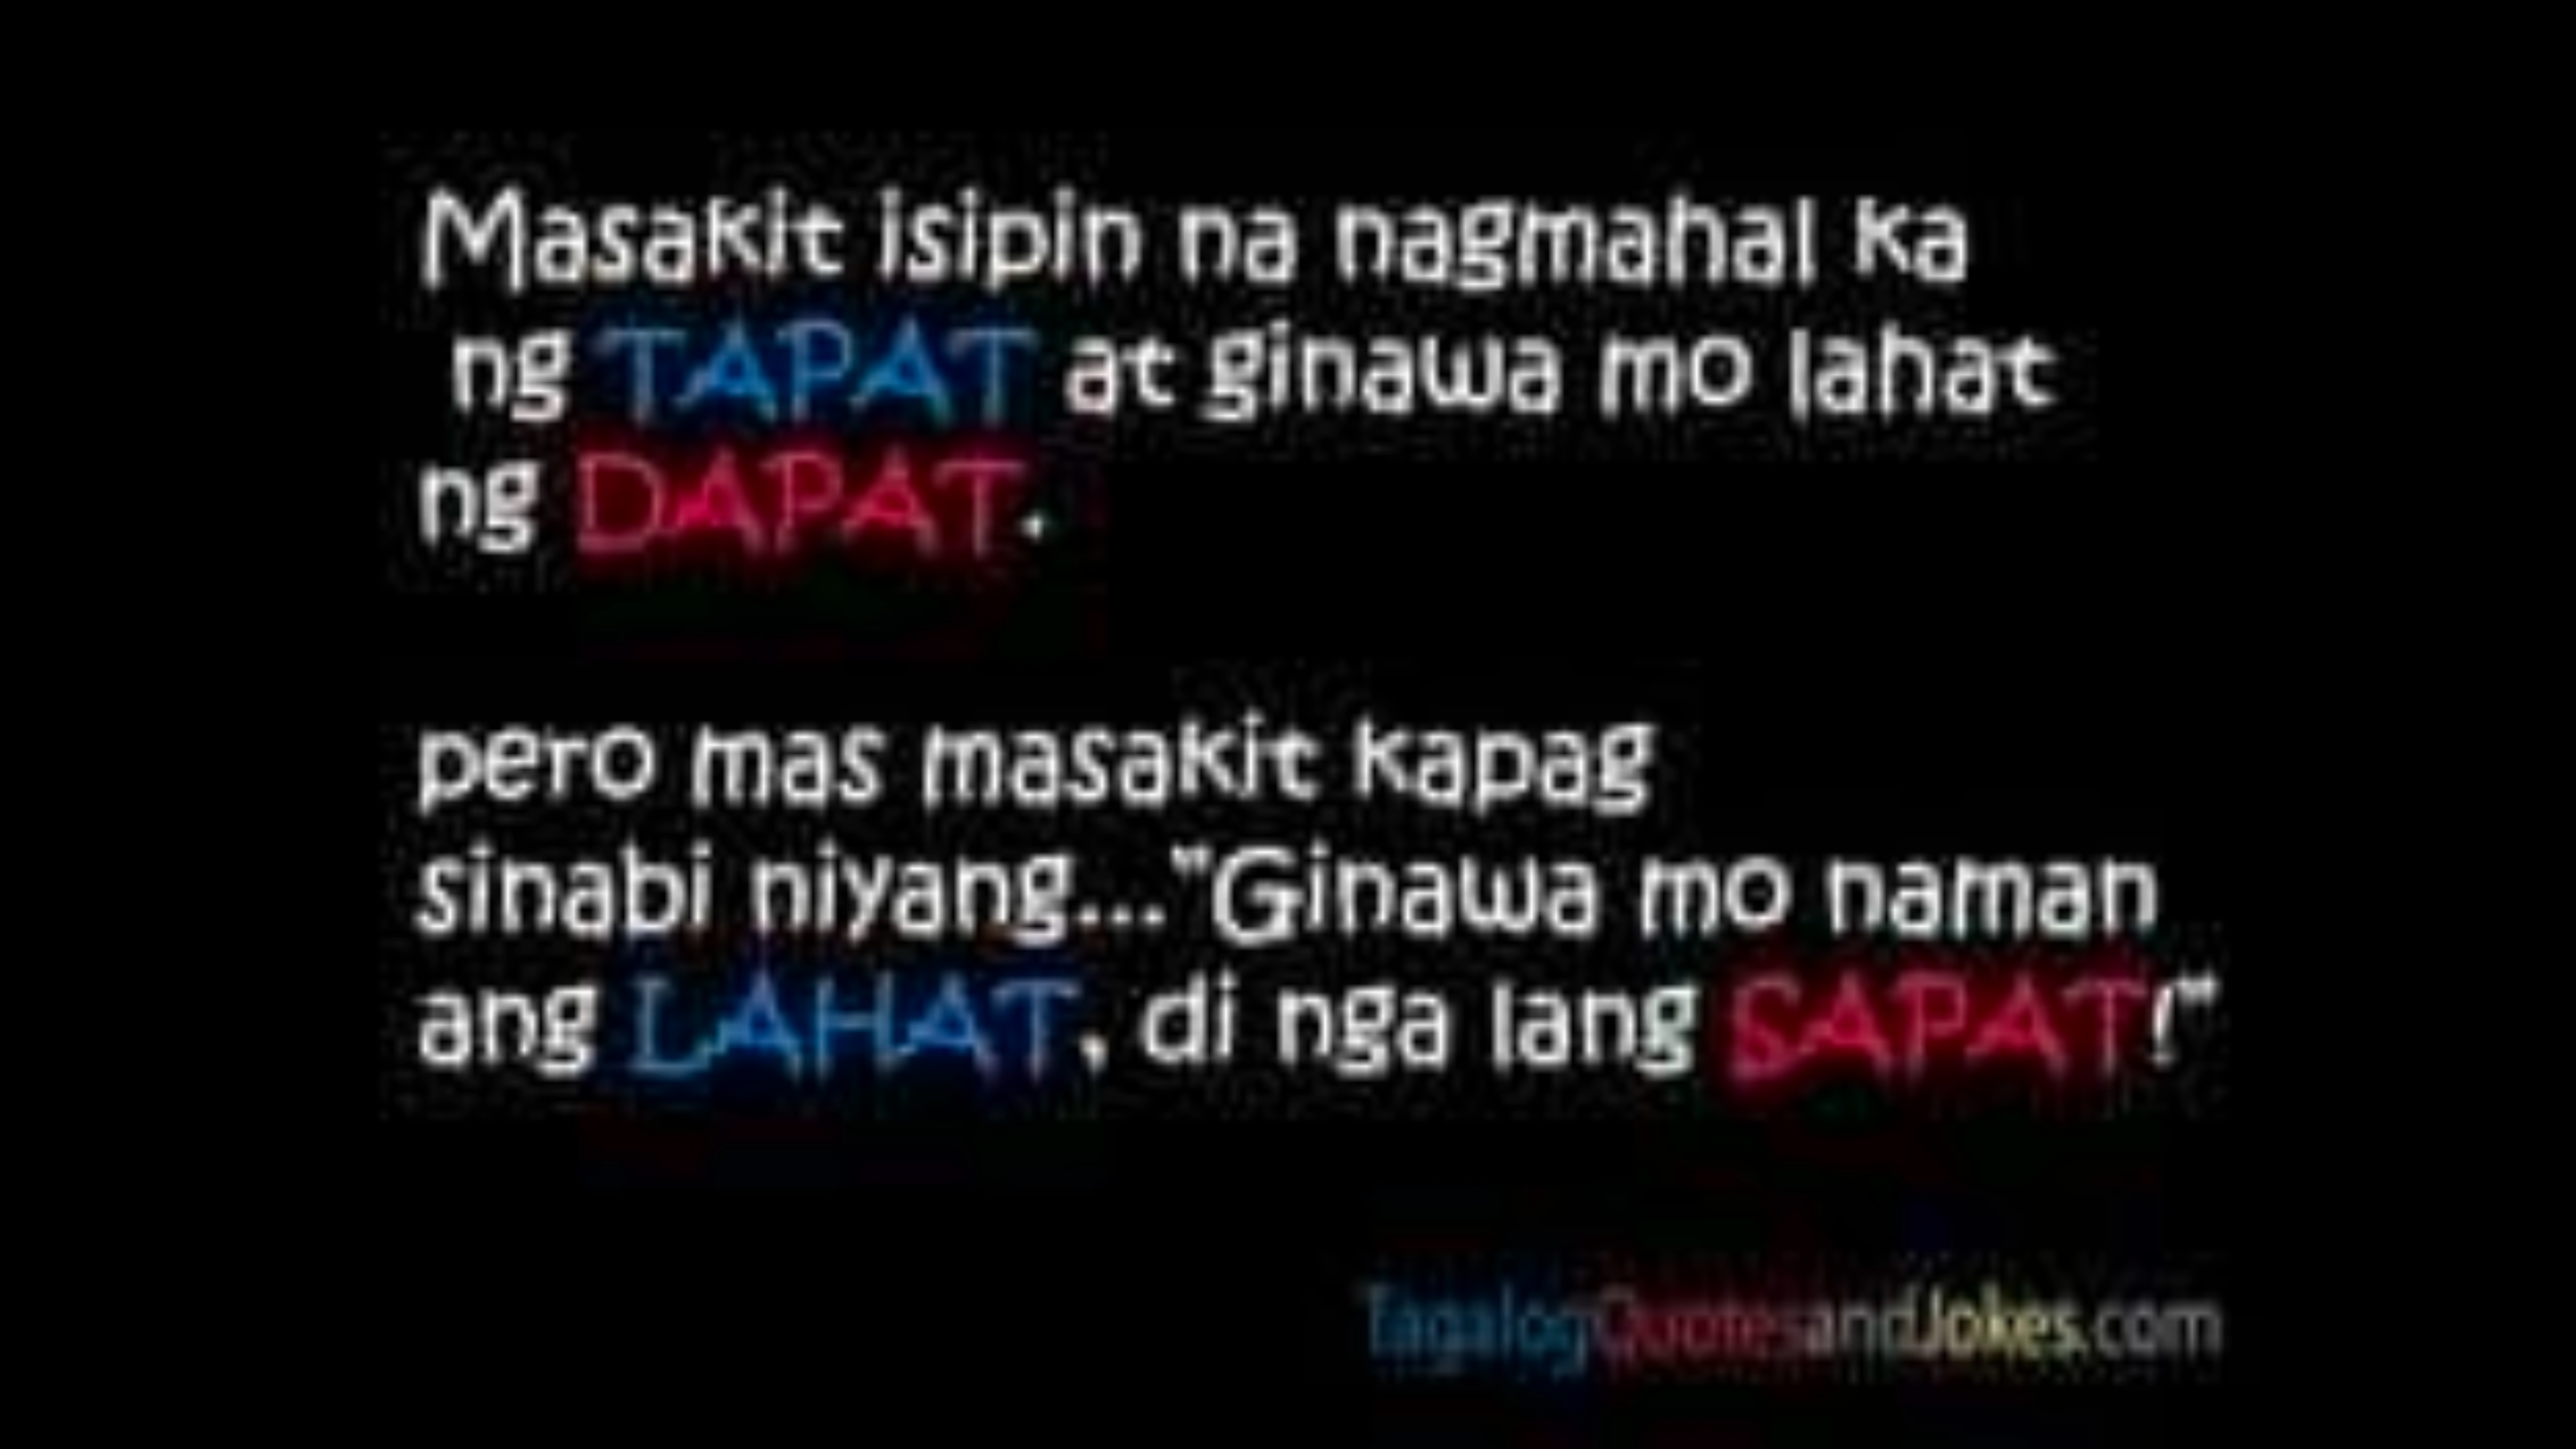 Masakit isipin na nagmahal ka
ng TAPAT at ginawa mo lahat
ng DAPAT.
pero mas masakit kapag
sinabi niyang..."Ginawa mo naman
ang LAHAT, di nga lang SAPAT!"
TagalogQuotesandJokes.com